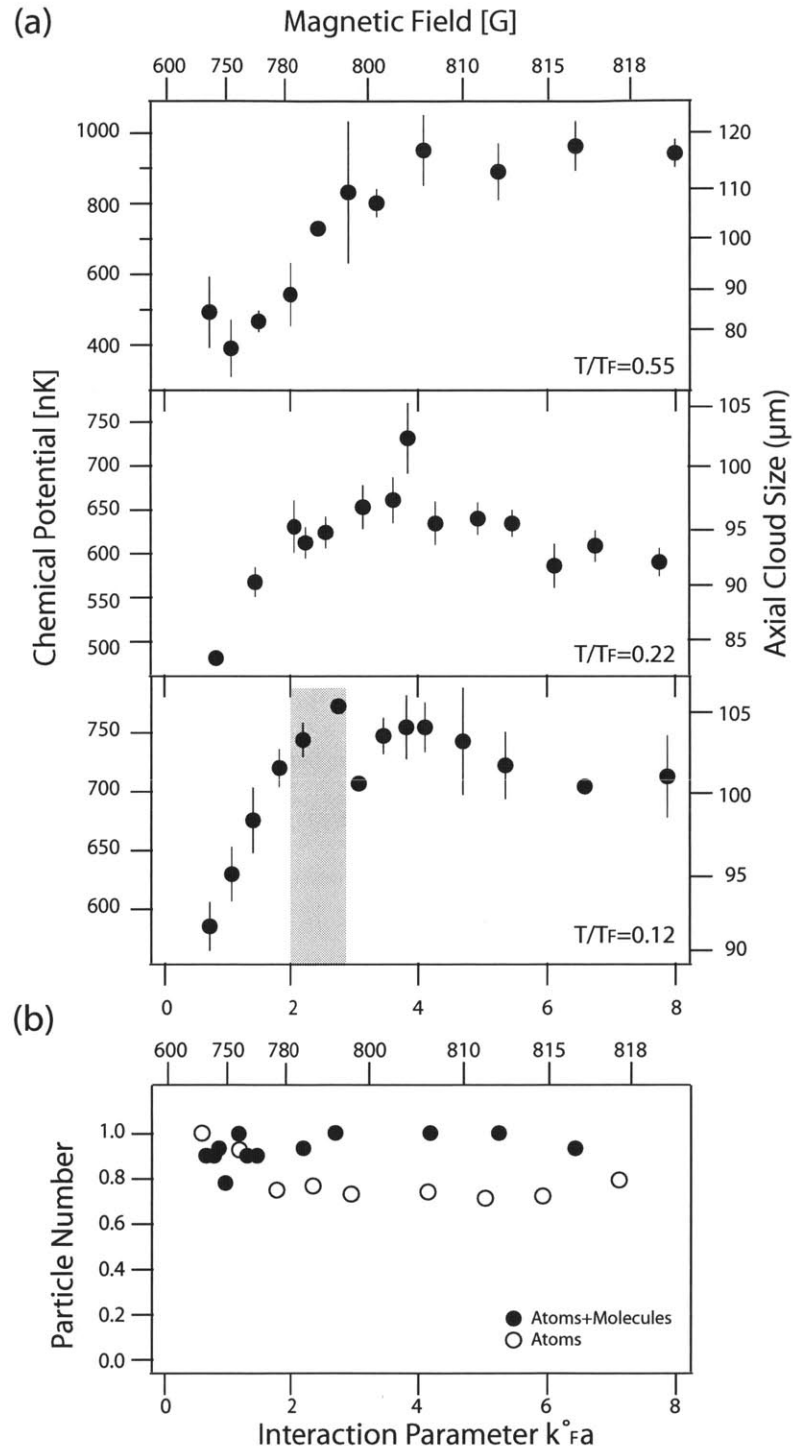 (a)
Magnetic Field [G]
600 750 780 800 810 815 818
1000
800
600
400
120
110
100
90
80
T/TF=0.55
Chemical Potential [nK]
Axial Cloud Size (μm)
750
700
650
600
550
500
105
100
95
90
85
T/TF=0.22
750
700
650
600
105
100
95
90
T/TF=0.12
0 2 4 6 8
(b)
600 750 780 800 810 815 818
Particle Number
1.0
0.8
0.6
0.4
0.2
0.0
Atoms+Molecules
Atoms
0 2 4 6 8
Interaction Parameter k°Fa